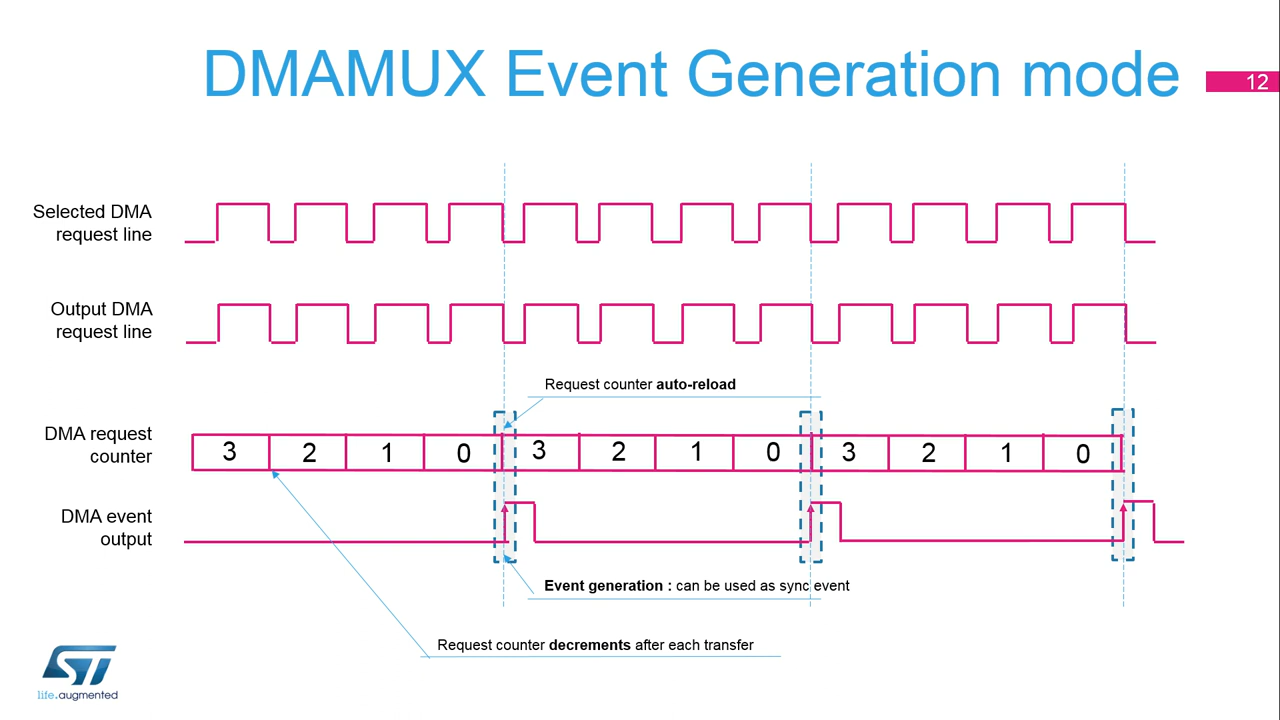 DMAMUX Event Generation mode
12
Selected DMA
request line
Output DMA
request line
Request counter auto-reload
DMA request
counter
3 2 1 0 3 2 1 0 3 2 1 0
DMA event
output
Event generation : can be used as sync event
Request counter decrements after each transfer
ST
life.augmented